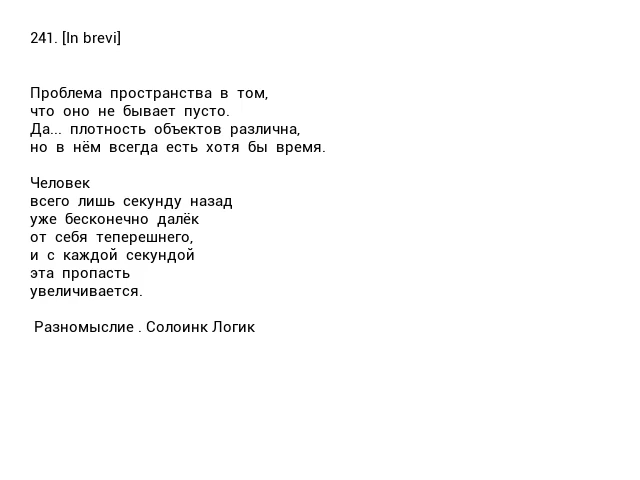 241. [In brevi]
Проблема пространства в том,
что оно не бывает пусто.
Да... плотность объектов различна,
но в нём всегда есть хотя бы время.
Человек
всего лишь секунду назад
уже бесконечно далёк
от себя теперешнего,
и с каждой секундой
эта пропасть
увеличивается.
Разномыслие . Солоинк Логик